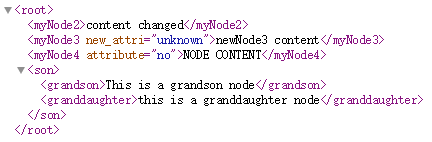 <root>
<myNode2>content changed</myNode2>
<myNode3 new_attri="unknown">newNode3 content</myNode3>
<myNode4 attribute="no">NODE CONTENT</myNode4>
<son>
<grandson>This is a grandson node</grandson>
<granddaughter>this is a granddaughter node</granddaughter>
</son>
</root>